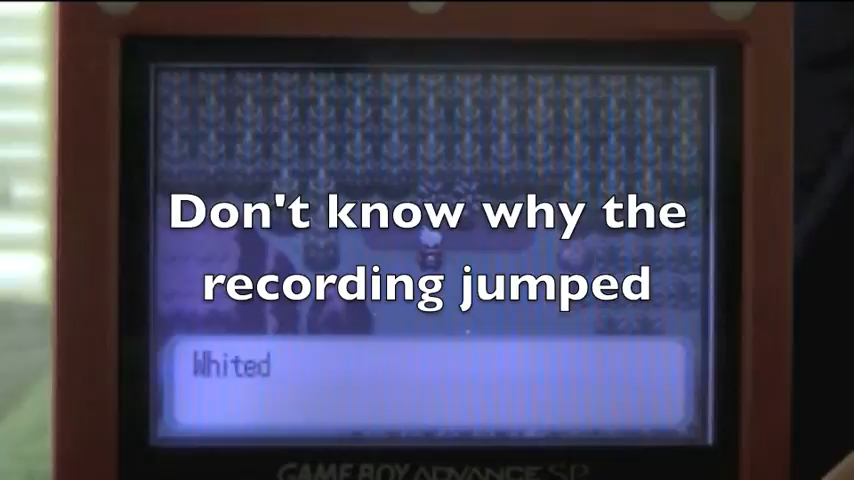 Don't know why the
recording jumped
Whited
GAME BOY ADVANCE SP